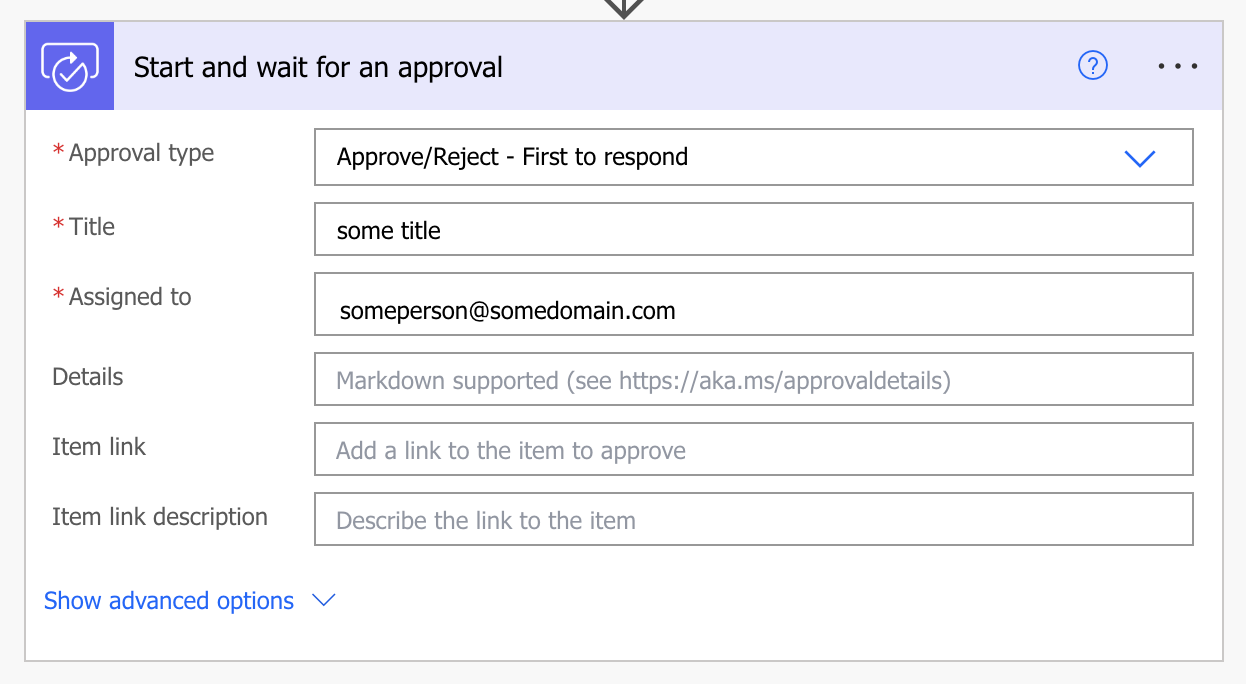 Start and wait for an approval
?
* Approval type
Approve/Reject - First to respond
* Title
some title
* Assigned to
someperson@somedomain.com
Details
Markdown supported (see https://aka.ms/approvaldetails)
Item link
Add a link to the item to approve
Item link description
Describe the link to the item
Show advanced options